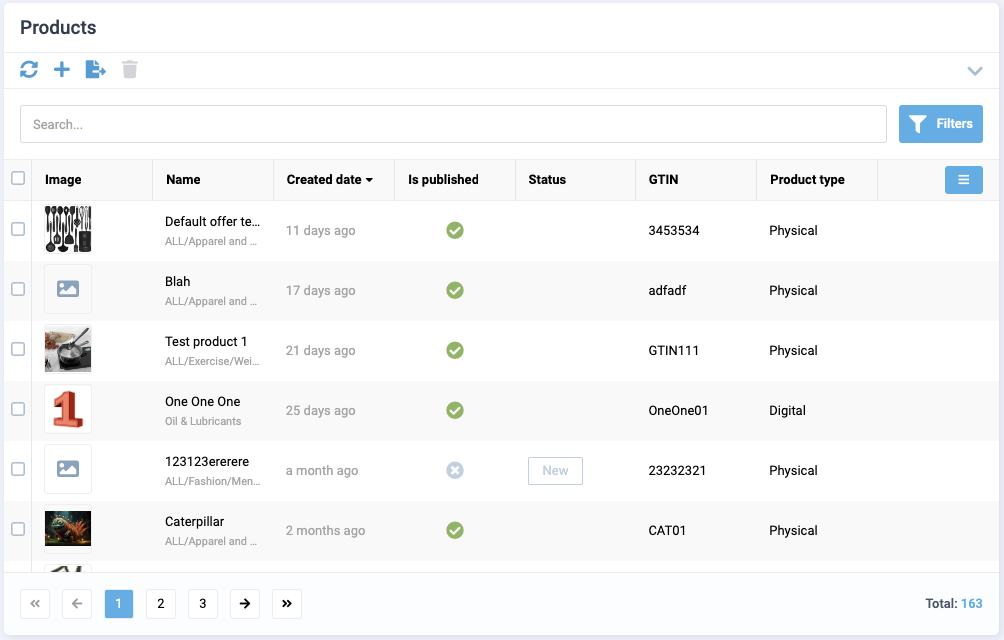 Products
Search...
Filters
Image Name Created date Is published Status GTIN Product type
Default offer te...
ALL/Apparel and ...
11 days ago 3453534 Physical
Blah
ALL/Apparel and ...
17 days ago adfadf Physical
Test product 1
ALL/Exercise/Wei...
21 days ago GTIN111 Physical
One One One
Oil & Lubricants
25 days ago OneOne01 Digital
123123ererere
ALL/Fashion/Men...
a month ago New 23232321 Physical
Caterpillar
ALL/Apparel and ...
2 months ago CAT01 Physical
1 2 3
Total: 163